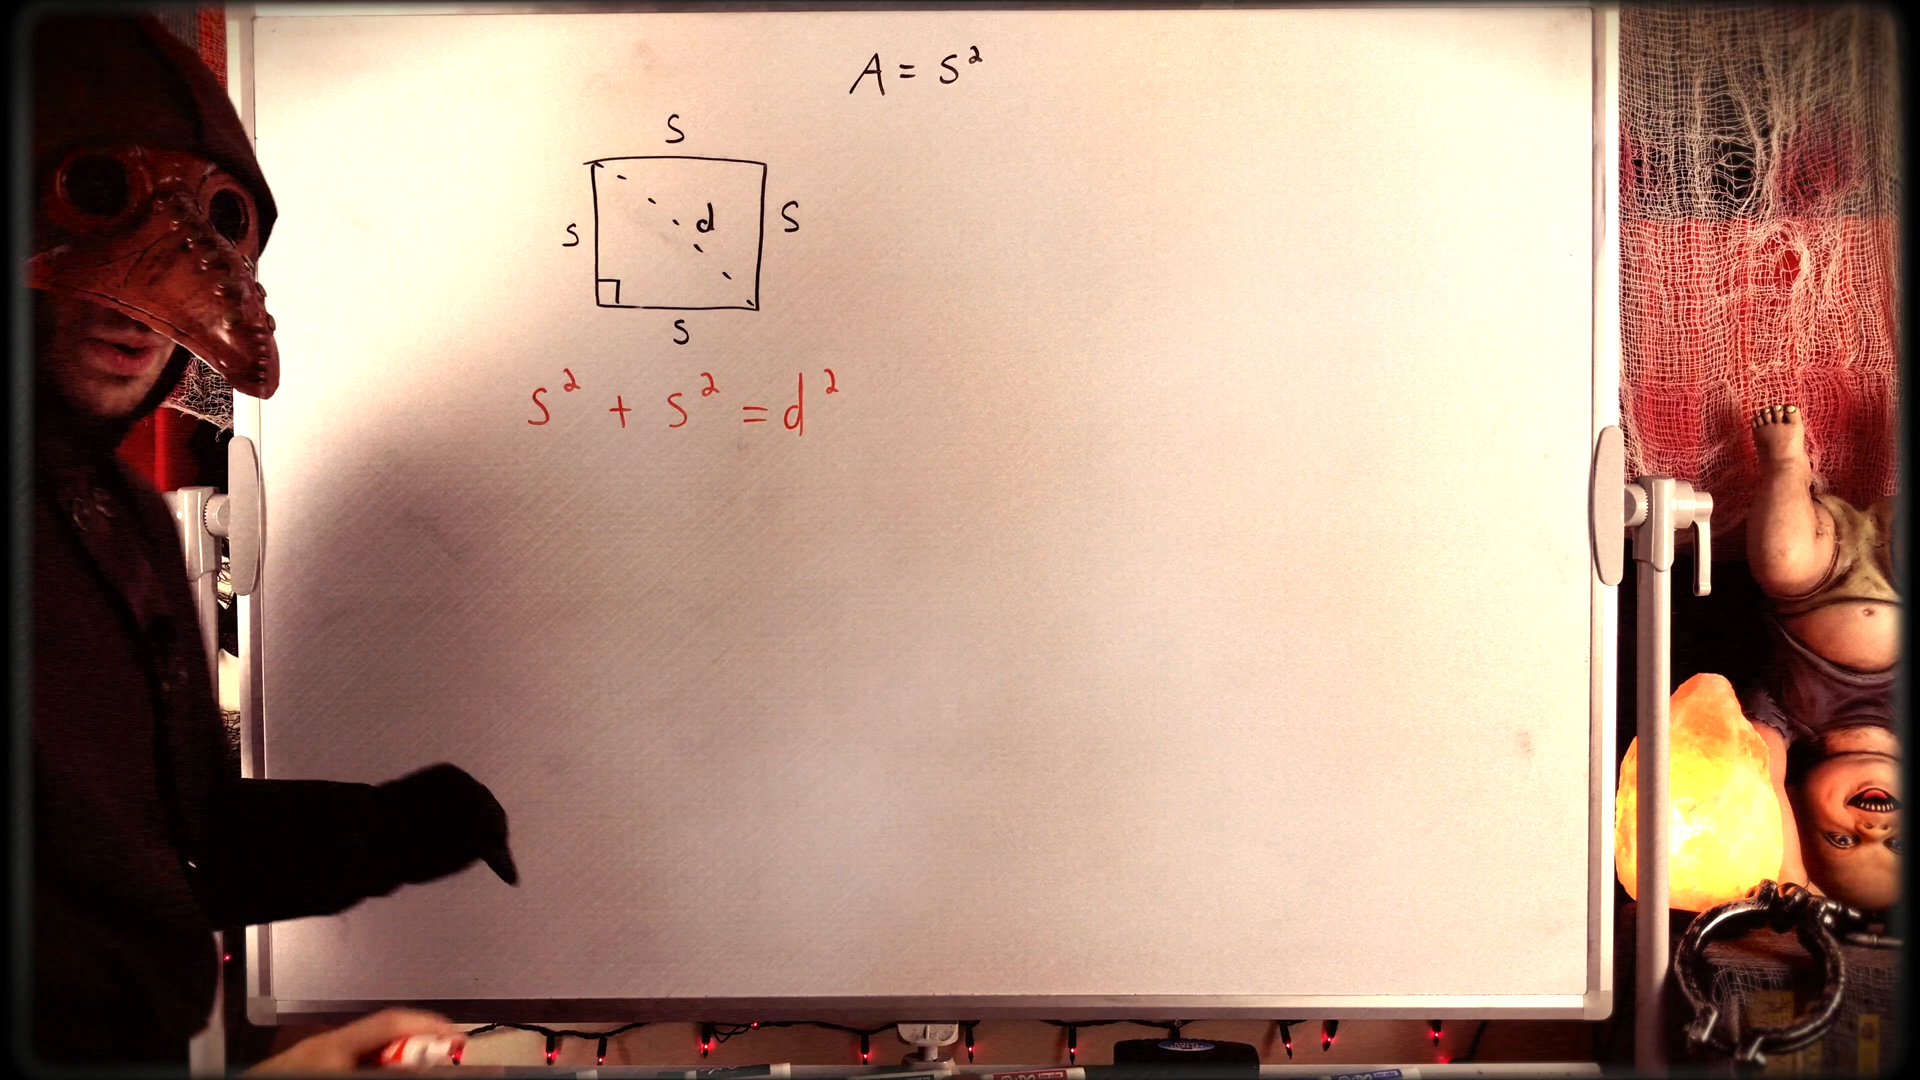 A = s²
s
s
d
s
s
s² + s² = d²